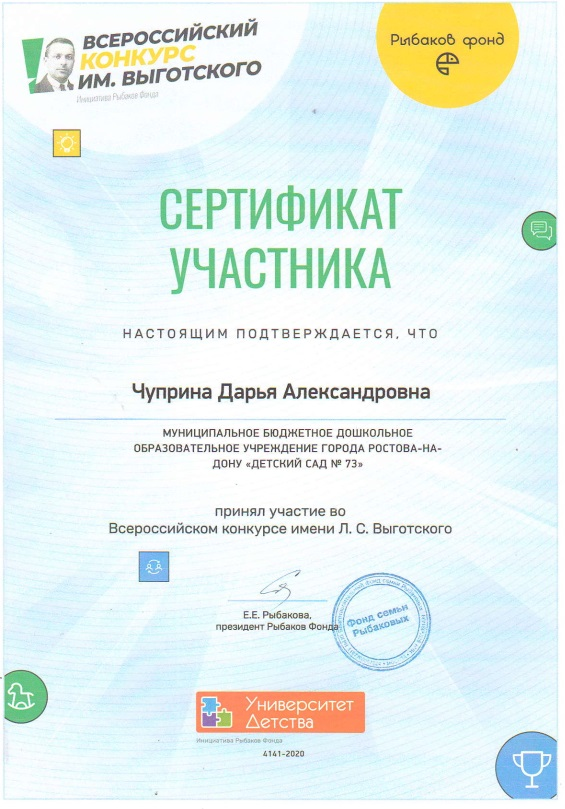 ВСЕРОССИЙСКИЙ
КОНКУРС
ИМ. ВЫГОТСКОГО
Инициатива Рыбаков Фонда
Рыбаков фонд
СЕРТИФИКАТ
УЧАСТНИКА
НАСТОЯЩИМ ПОДТВЕРЖДАЕТСЯ, ЧТО
Чуприна Дарья Александровна
МУНИЦИПАЛЬНОЕ БЮДЖЕТНОЕ ДОШКОЛЬНОЕ
ОБРАЗОВАТЕЛЬНОЕ УЧРЕЖДЕНИЕ ГОРОДА РОСТОВА-НА-
ДОНУ «ДЕТСКИЙ САД № 73»
принял участие во
Всероссийском конкурсе имени Л. С. Выготского
Е.Е. Рыбакова,
президент Рыбаков Фонда
Фонд семьи
Рыбаковых
Университет
Детства
Инициатива Рыбаков Фонда
4141-2020